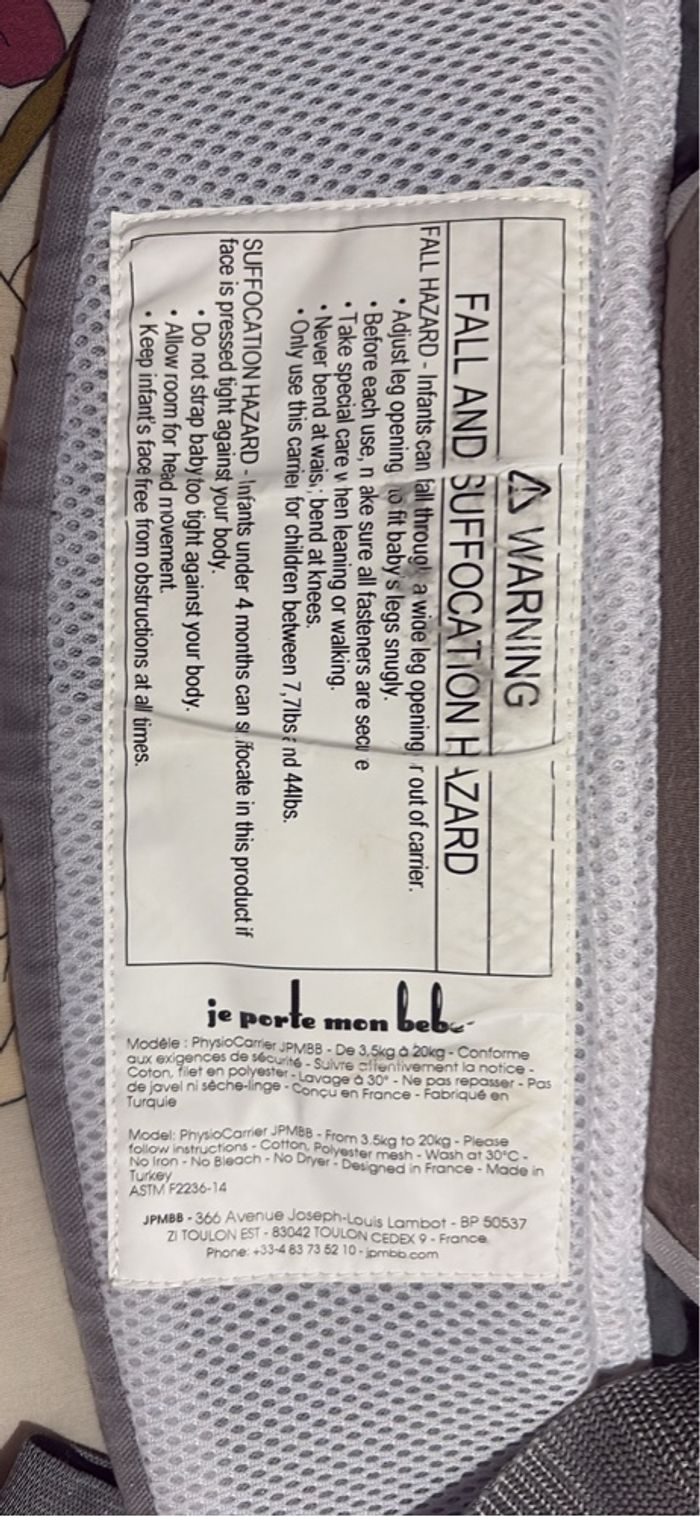 ⚠ WARNING
FALL AND SUFFOCATION HAZARD
FALL HAZARD - Infants can fall through a wide leg opening or out of carrier.
• Adjust leg opening to fit baby's legs snugly.
• Before each use, make sure all fasteners are secure
• Take special care when leaning or walking.
• Never bend at waist; bend at knees.
• Only use this carrier for children between 7,7lbs and 44lbs.
SUFFOCATION HAZARD - Infants under 4 months can suffocate in this product if
face is pressed tight against your body.
• Do not strap baby too tight against your body.
• Allow room for head movement.
• Keep infant's face free from obstructions at all times.
je porte mon bebe
Modèle : PhysioCarrier JPMBB - De 3,5kg à 20kg - Conforme
aux exigences de sécurité - Suivre attentivement la notice -
Coton, filet en polyester - Lavage à 30° - Ne pas repasser - Pas
de javel ni sèche-linge - Conçu en France - Fabriqué en
Turquie
Model: PhysioCarrier JPMBB - From 3.5kg to 20kg - Please
follow instructions - Cotton, Polyester mesh - Wash at 30°C -
No Iron - No Bleach - No Dryer - Designed in France - Made in
Turkey
ASTM F2236-14
JPMBB - 366 Avenue Joseph-Louis Lambot - BP 50537
ZI TOULON EST - 83042 TOULON CEDEX 9 - France
Phone: +33-4 83 73 52 10 - jpmbb.com